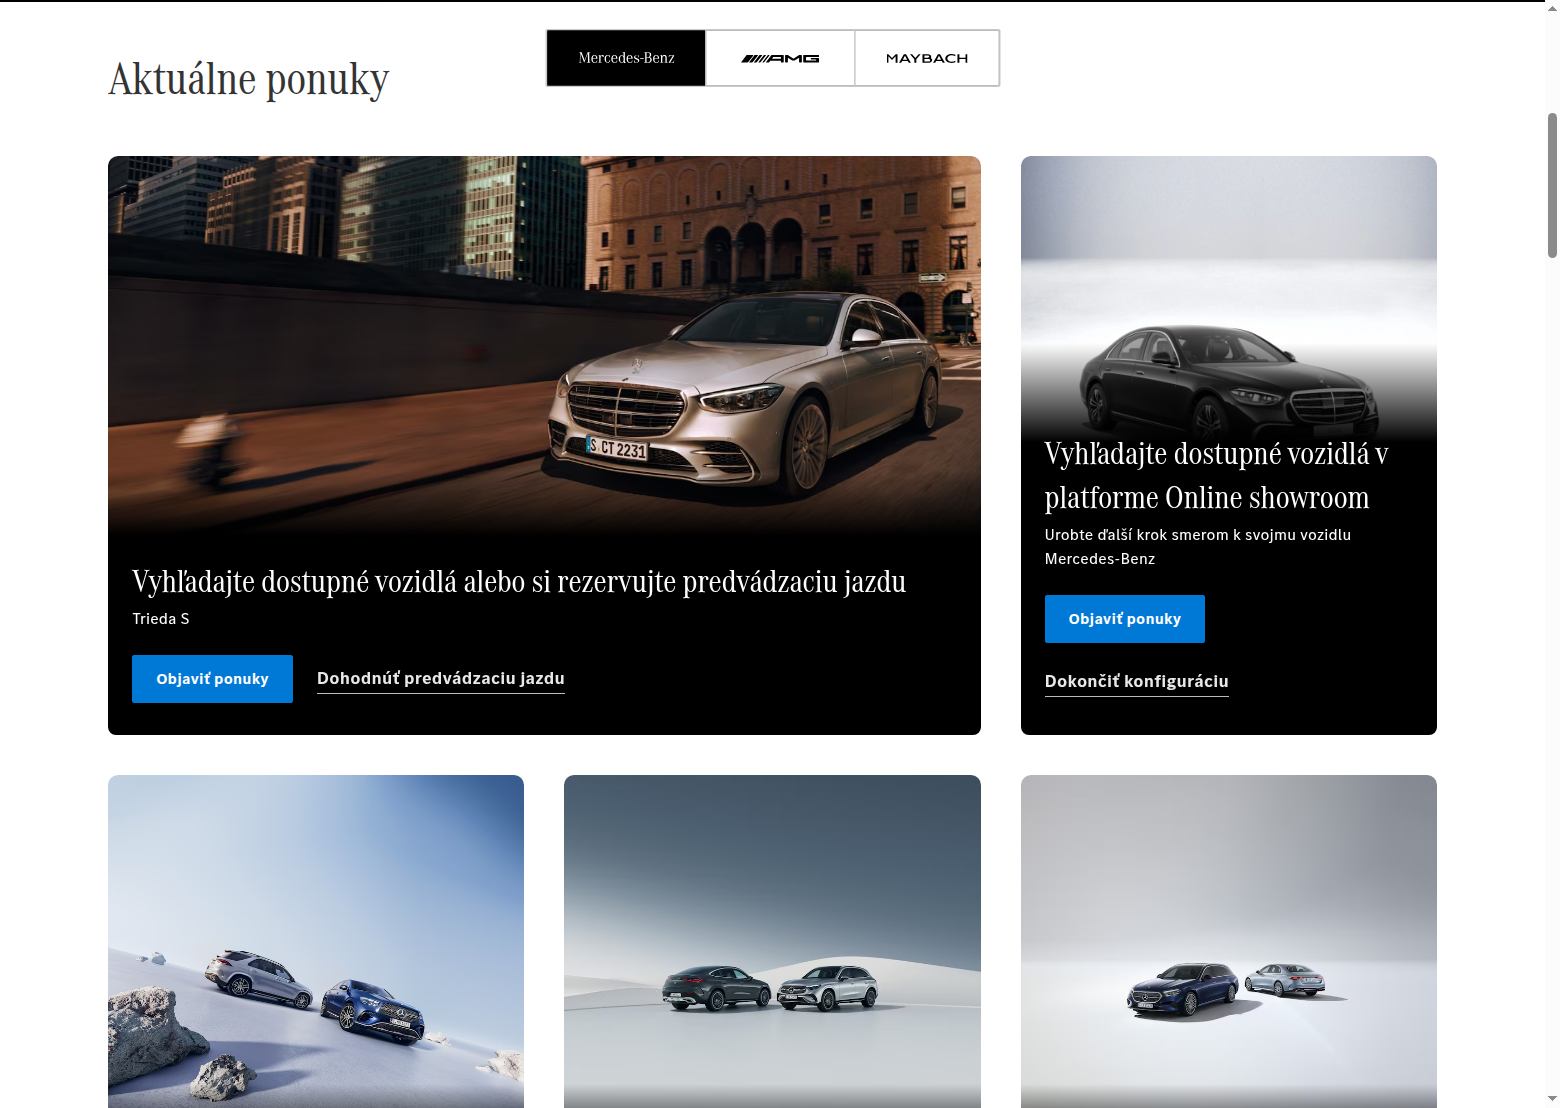 Aktuálne ponuky
Mercedes-Benz
AMG
MAYBACH
S CT 2231
Vyhľadajte dostupné vozidlá alebo si rezervujte predvádzaciu jazdu
Trieda S
Objaviť ponuky
Dohodnúť predvádzaciu jazdu
Vyhľadajte dostupné vozidlá v
platforme Online showroom
Urobte ďalší krok smerom k svojmu vozidlu
Mercedes-Benz
Objaviť ponuky
Dokončiť konfiguráciu